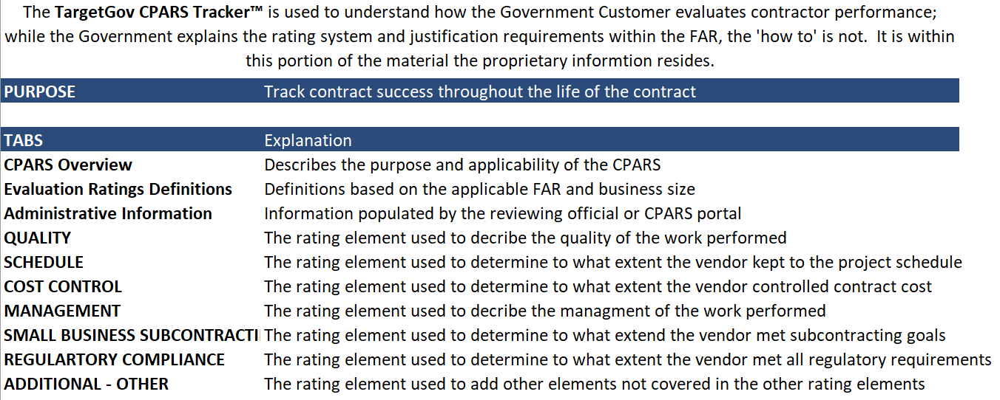 The TargetGov CPARS Tracker™ is used to understand how the Government Customer evaluates contractor performance;
while the Government explains the rating system and justification requirements within the FAR, the 'how to' is not. It is within
this portion of the material the proprietary informtion resides.
PURPOSE Track contract success throughout the life of the contract
TABS Explanation
CPARS Overview Describes the purpose and applicability of the CPARS
Evaluation Ratings Definitions Definitions based on the applicable FAR and business size
Administrative Information Information populated by the reviewing official or CPARS portal
QUALITY The rating element used to decribe the quality of the work performed
SCHEDULE The rating element used to determine to what extent the vendor kept to the project schedule
COST CONTROL The rating element used to determine to what extent the vendor controlled contract cost
MANAGEMENT The rating element used to decribe the managment of the work performed
SMALL BUSINESS SUBCONTRACTI The rating element used to determine to what extend the vendor met subcontracting goals
REGULARTORY COMPLIANCE The rating element used to determine to what extent the vendor met all regulatory requirements
ADDITIONAL - OTHER The rating element used to add other elements not covered in the other rating elements